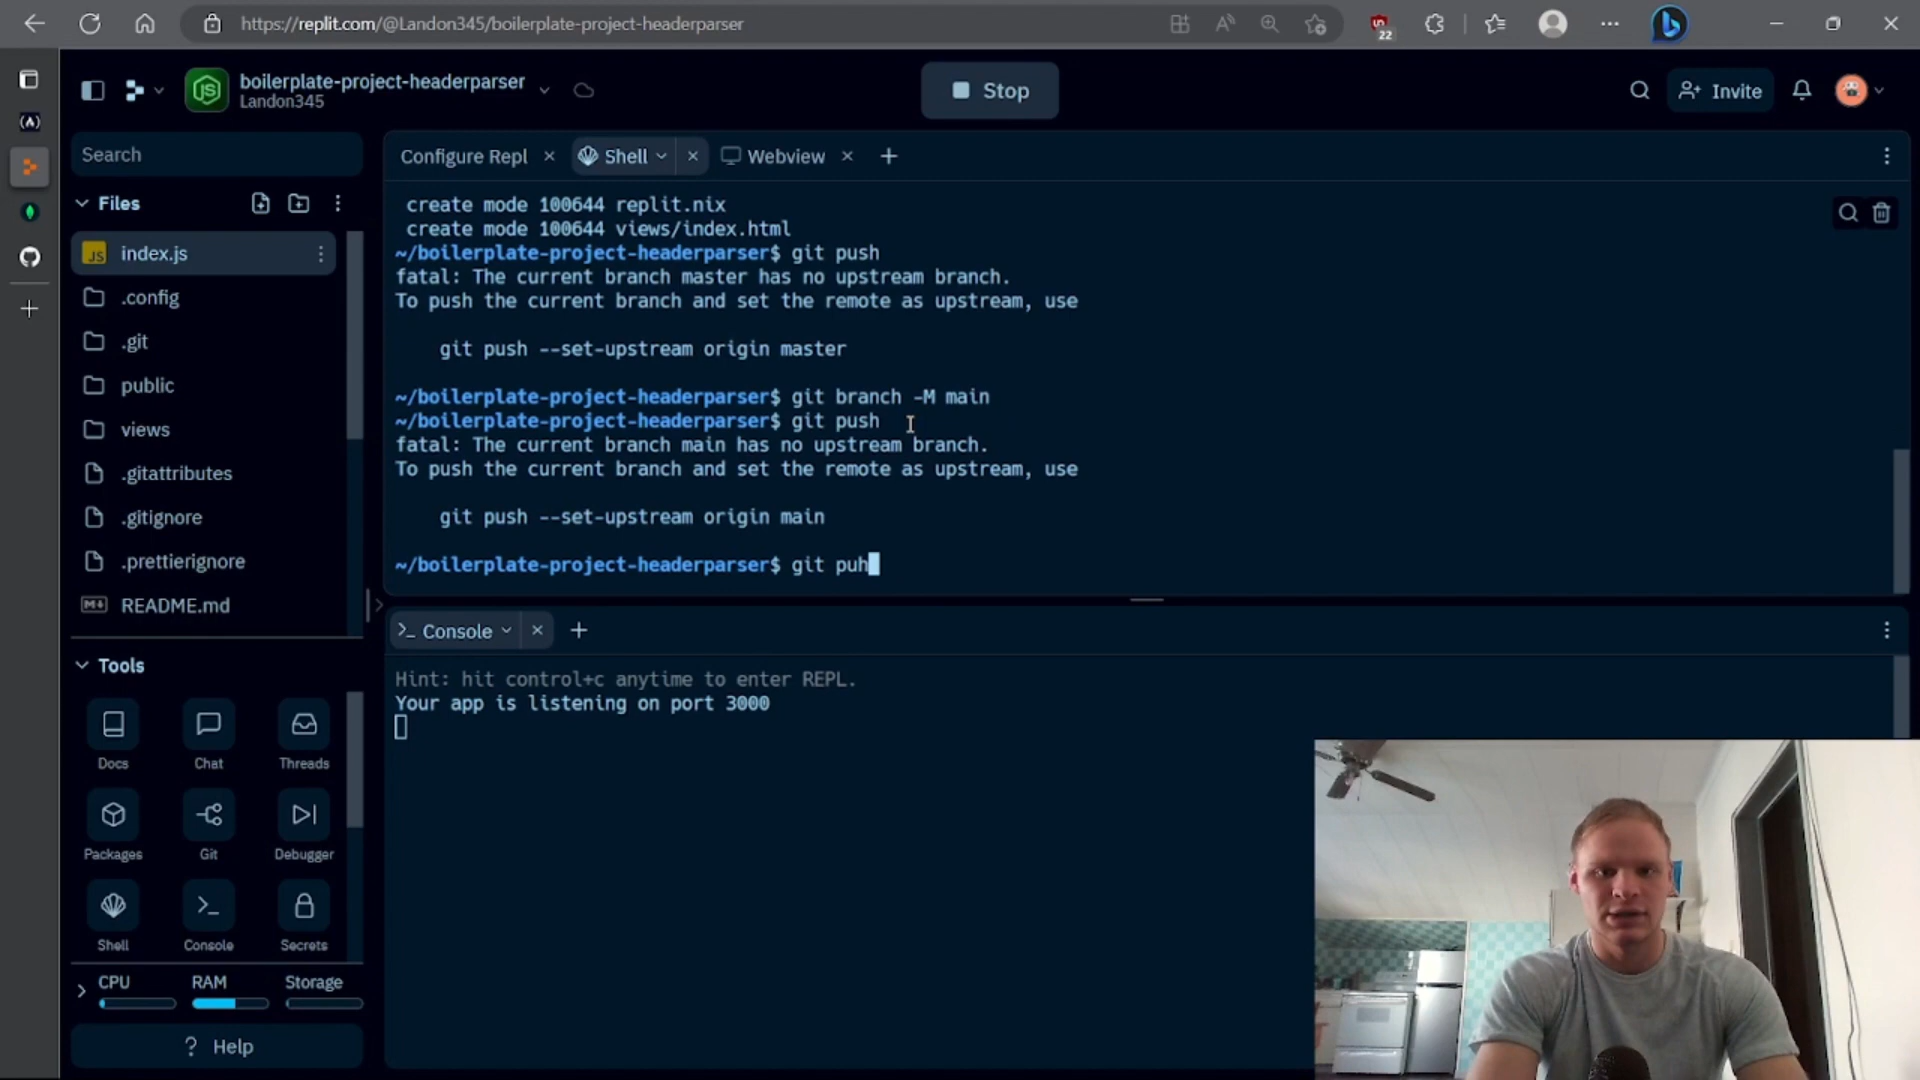 https://replit.com/@Landon345/boilerplate-project-headerparser
22
boilerplate-project-headerparser
Landon345
Stop
Invite
Search
Configure Repl
Shell
Webview
Files
JS index.js
.config
.git
public
views
.gitattributes
.gitignore
.prettierignore
README.md
create mode 100644 replit.nix
create mode 100644 views/index.html
~/boilerplate-project-headerparser$ git push
fatal: The current branch master has no upstream branch.
To push the current branch and set the remote as upstream, use
git push --set-upstream origin master
~/boilerplate-project-headerparser$ git branch -M main
~/boilerplate-project-headerparser$ git push
fatal: The current branch main has no upstream branch.
To push the current branch and set the remote as upstream, use
git push --set-upstream origin main
~/boilerplate-project-headerparser$ git puh
Console
Hint: hit control+c anytime to enter REPL.
Your app is listening on port 3000
Tools
Docs
Chat
Threads
Packages
Git
Debugger
Shell
Console
Secrets
CPU
RAM
Storage
? Help